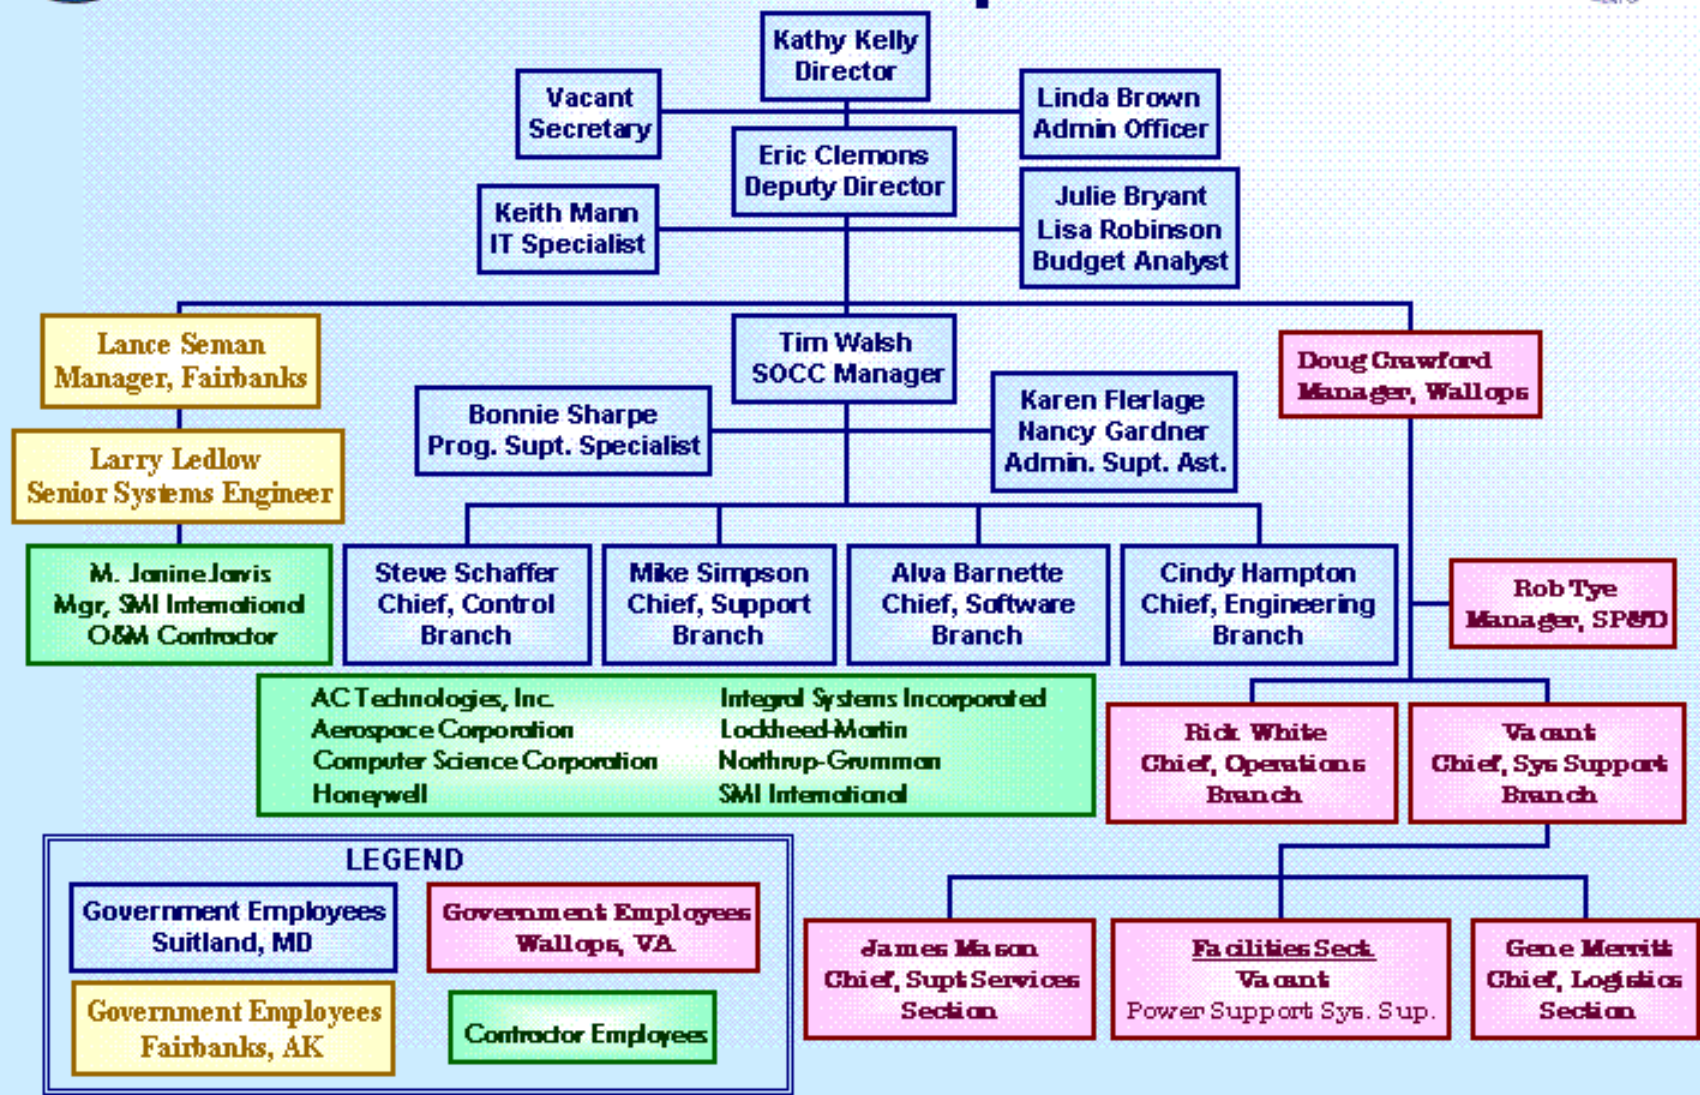 Kathy Kelly
Director
Vacant
Secretary
Linda Brown
Admin Officer
Eric Clemons
Deputy Director
Keith Mann
IT Specialist
Julie Bryant
Lisa Robinson
Budget Analyst
Lance Seman
Manager, Fairbanks
Tim Walsh
SOCC Manager
Doug Crawford
Manager, Wallops
Bonnie Sharpe
Prog. Supt. Specialist
Karen Flerlage
Nancy Gardner
Admin. Supt. Ast.
Larry Ledlow
Senior Systems Engineer
M. Janine Jarvis
Mgr, SMI International
O&M Contractor
Steve Schaffer
Chief, Control
Branch
Mike Simpson
Chief, Support
Branch
Alva Barnette
Chief, Software
Branch
Cindy Hampton
Chief, Engineering
Branch
Rob Tye
Manager, SP&D
AC Technologies, Inc.
Aerospace Corporation
Computer Science Corporation
Honeywell
Integral Systems Incorporated
Lockheed-Martin
Northrup-Grumman
SMI International
Rick White
Chief, Operations
Branch
Vacant
Chief, Sys Support
Branch
James Mason
Chief, Supt Services
Section
Facilities Sect.
Vacant
Power Support Sys. Sup.
Gene Merritt
Chief, Logistics
Section
LEGEND
Government Employees
Suitland, MD
Government Employees
Wallops, VA
Government Employees
Fairbanks, AK
Contractor Employees